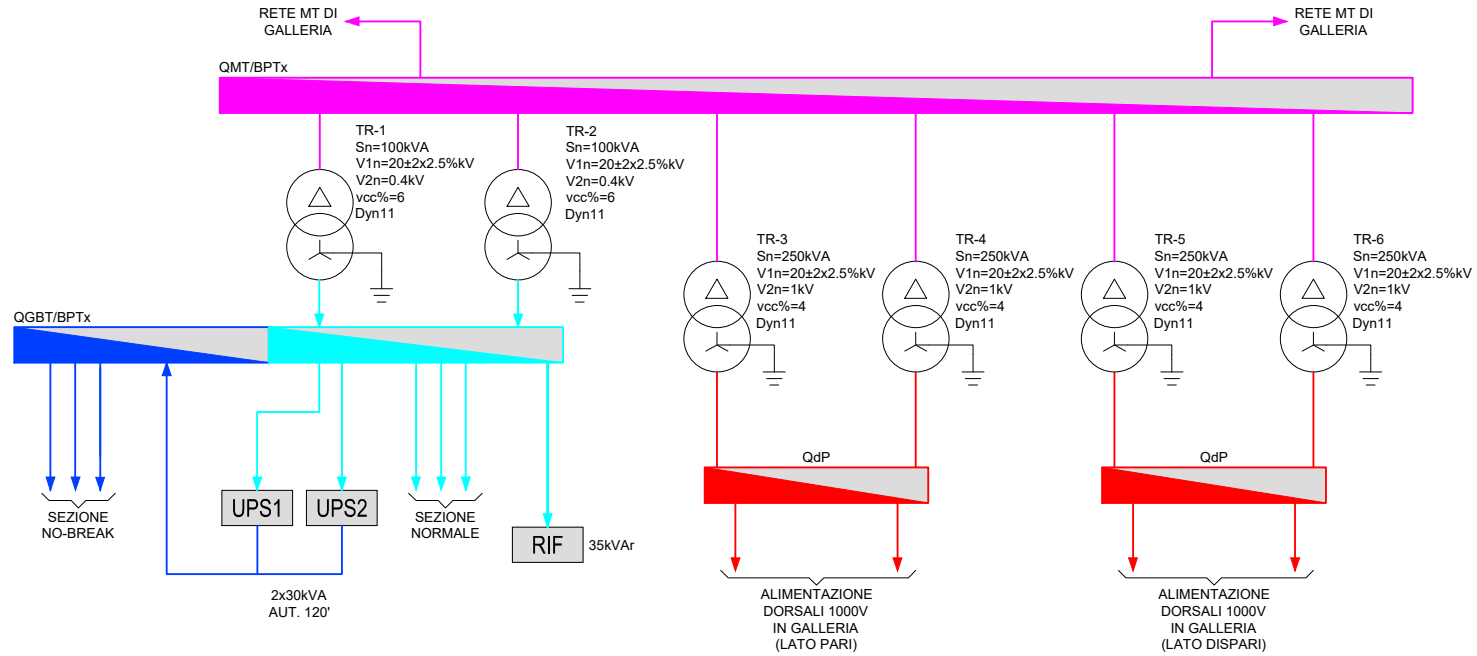 RETE MT DI
GALLERIA
RETE MT DI
GALLERIA
QMT/BPTx
TR-1
Sn=100kVA
V1n=20±2x2.5%kV
V2n=0.4kV
vcc%=6
Dyn11
TR-2
Sn=100kVA
V1n=20±2x2.5%kV
V2n=0.4kV
vcc%=6
Dyn11
TR-3
Sn=250kVA
V1n=20±2x2.5%kV
V2n=1kV
vcc%=4
Dyn11
TR-4
Sn=250kVA
V1n=20±2x2.5%kV
V2n=1kV
vcc%=4
Dyn11
TR-5
Sn=250kVA
V1n=20±2x2.5%kV
V2n=1kV
vcc%=4
Dyn11
TR-6
Sn=250kVA
V1n=20±2x2.5%kV
V2n=1kV
vcc%=4
Dyn11
QGBT/BPTx
QdP
QdP
SEZIONE
NO-BREAK
UPS1
UPS2
SEZIONE
NORMALE
RIF
35kVAr
2x30kVA
AUT. 120'
ALIMENTAZIONE
DORSALI 1000V
IN GALLERIA
(LATO PARI)
ALIMENTAZIONE
DORSALI 1000V
IN GALLERIA
(LATO DISPARI)